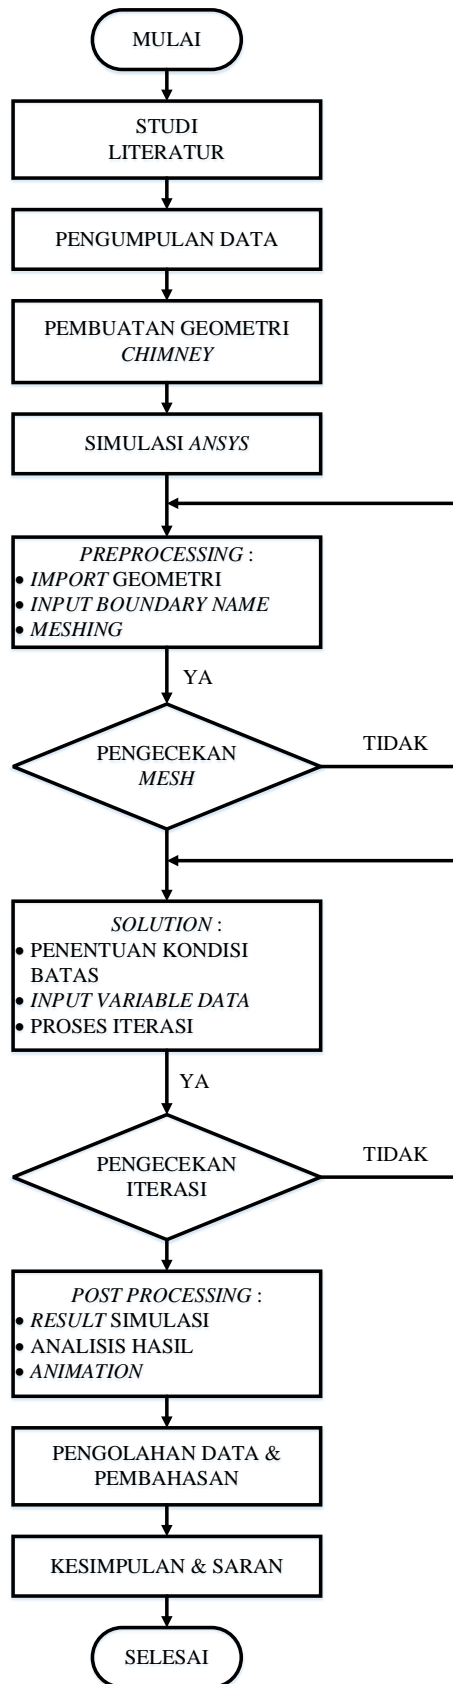 MULAI
STUDI
LITERATUR
PENGUMPULAN DATA
PEMBUATAN GEOMETRI
CHIMNEY
SIMULASI ANSYS
PREPROCESSING :
• IMPORT GEOMETRI
• INPUT BOUNDARY NAME
• MESHING
YA
PENGECEKAN
MESH
TIDAK
SOLUTION :
• PENENTUAN KONDISI
BATAS
• INPUT VARIABLE DATA
• PROSES ITERASI
YA
PENGECEKAN
ITERASI
TIDAK
POST PROCESSING :
• RESULT SIMULASI
• ANALISIS HASIL
• ANIMATION
PENGOLAHAN DATA &
PEMBAHASAN
KESIMPULAN & SARAN
SELESAI